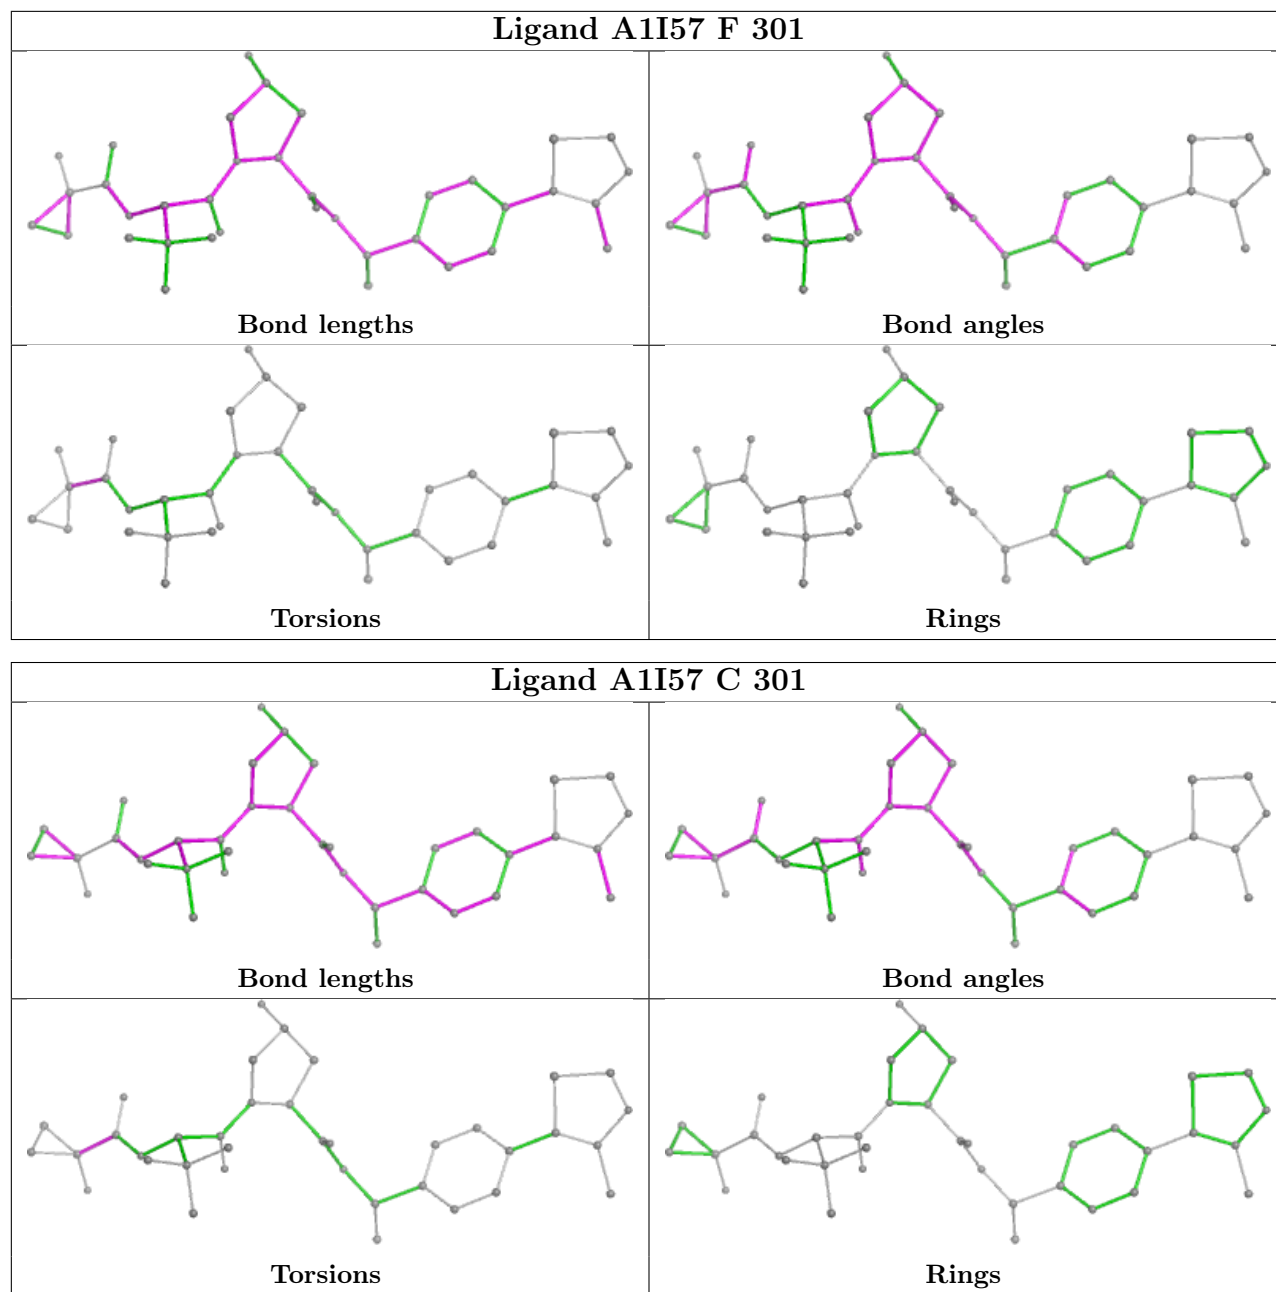 Ligand A1I57 F 301
Bond lengths
Bond angles
Torsions
Rings
Ligand A1I57 C 301
Bond lengths
Bond angles
Torsions
Rings